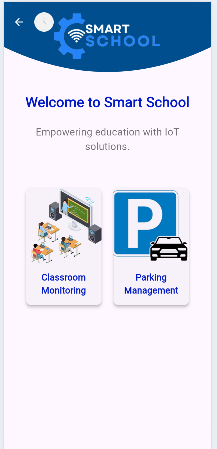 SMART
SCHOOL
Welcome to Smart School
Empowering education with IoT
solutions.
P
Classroom
Monitoring
Parking
Management